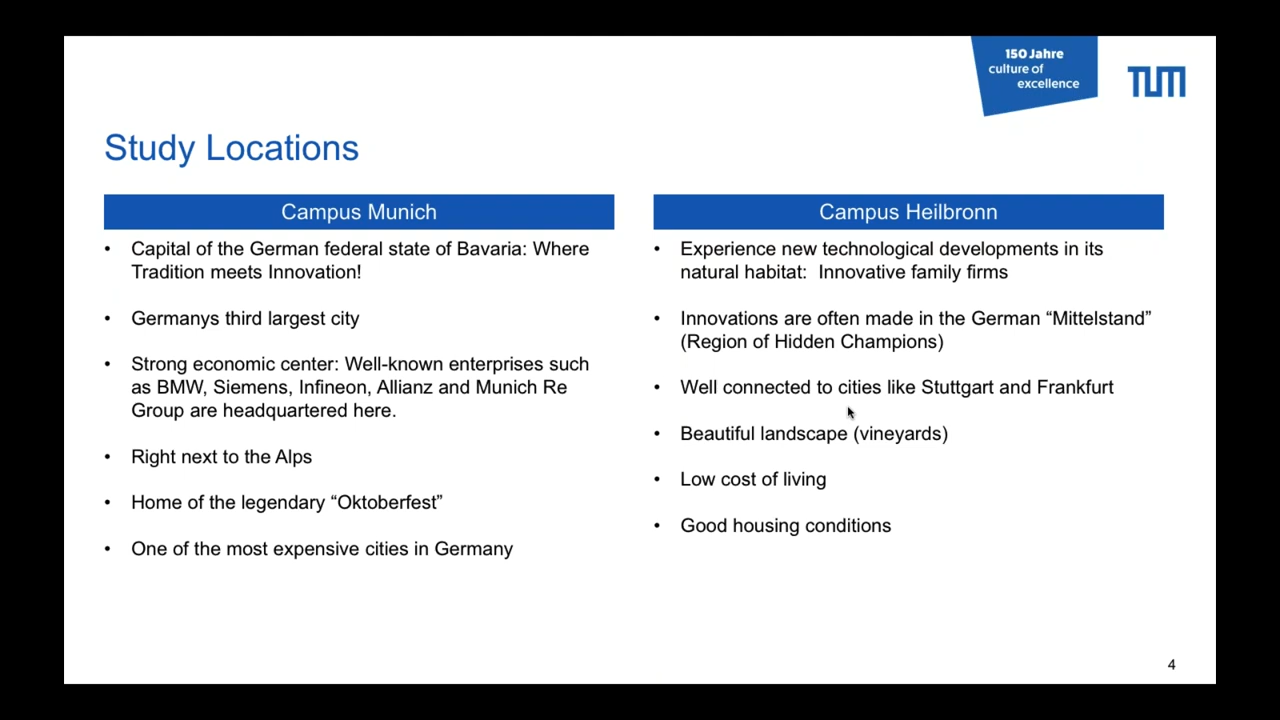 150 Jahre
culture of
excellence
TUM
Study Locations
Campus Munich
• Capital of the German federal state of Bavaria: Where
Tradition meets Innovation!
• Germanys third largest city
• Strong economic center: Well-known enterprises such
as BMW, Siemens, Infineon, Allianz and Munich Re
Group are headquartered here.
• Right next to the Alps
• Home of the legendary “Oktoberfest”
• One of the most expensive cities in Germany
Campus Heilbronn
• Experience new technological developments in its
natural habitat:  Innovative family firms
• Innovations are often made in the German “Mittelstand”
(Region of Hidden Champions)
• Well connected to cities like Stuttgart and Frankfurt
• Beautiful landscape (vineyards)
• Low cost of living
• Good housing conditions
4